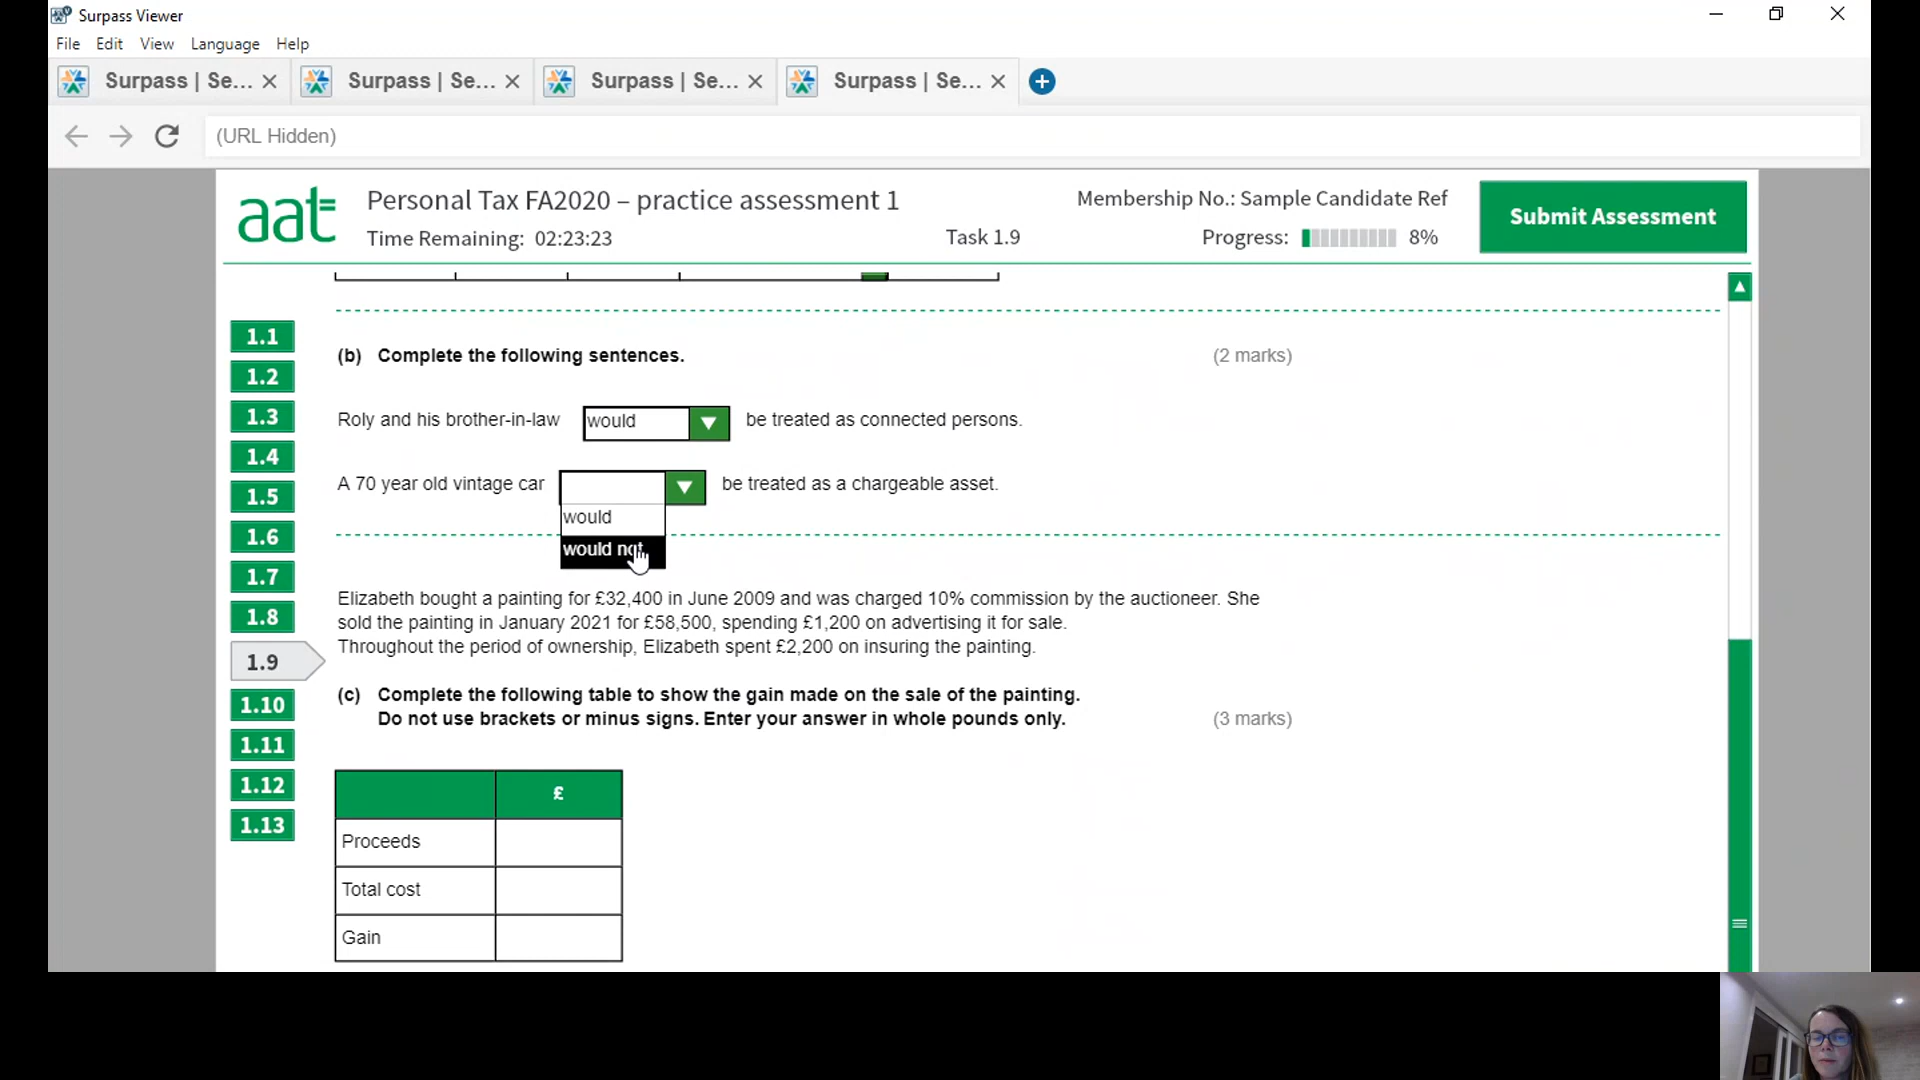 Surpass Viewer
File Edit View Language Help
Surpass | Se... Surpass | Se... Surpass | Se... Surpass | Se...
(URL Hidden)
aat
Personal Tax FA2020 – practice assessment 1
Membership No.: Sample Candidate Ref
Submit Assessment
Time Remaining: 02:23:23
Task 1.9
Progress: 8%
1.1
1.2
1.3
1.4
1.5
1.6
1.7
1.8
1.9
1.10
1.11
1.12
1.13
(b) Complete the following sentences. (2 marks)
Roly and his brother-in-law would be treated as connected persons.
A 70 year old vintage car be treated as a chargeable asset.
would
would not
Elizabeth bought a painting for £32,400 in June 2009 and was charged 10% commission by the auctioneer. She
sold the painting in January 2021 for £58,500, spending £1,200 on advertising it for sale.
Throughout the period of ownership, Elizabeth spent £2,200 on insuring the painting.
(c) Complete the following table to show the gain made on the sale of the painting.
Do not use brackets or minus signs. Enter your answer in whole pounds only. (3 marks)
£
Proceeds
Total cost
Gain